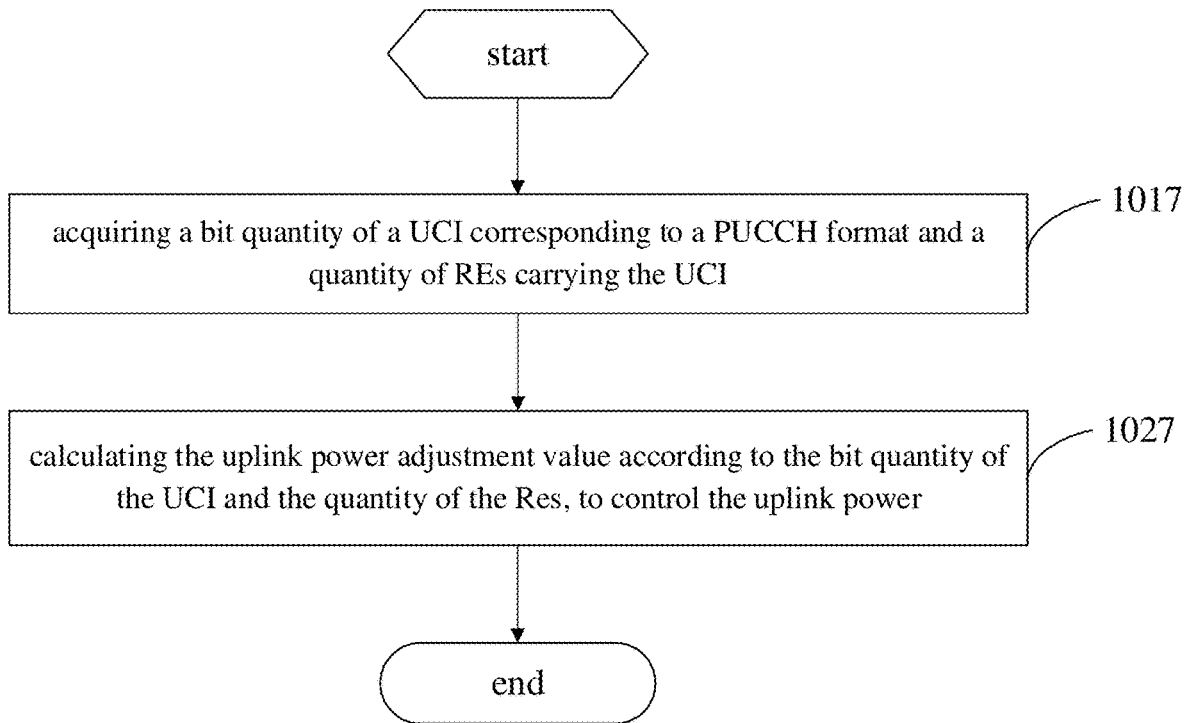 start
acquiring a bit quantity of a UCI corresponding to a PUCCH format and a
quantity of REs carrying the UCI
1017
calculating the uplink power adjustment value according to the bit quantity of
the UCI and the quantity of the Res, to control the uplink power
1027
end